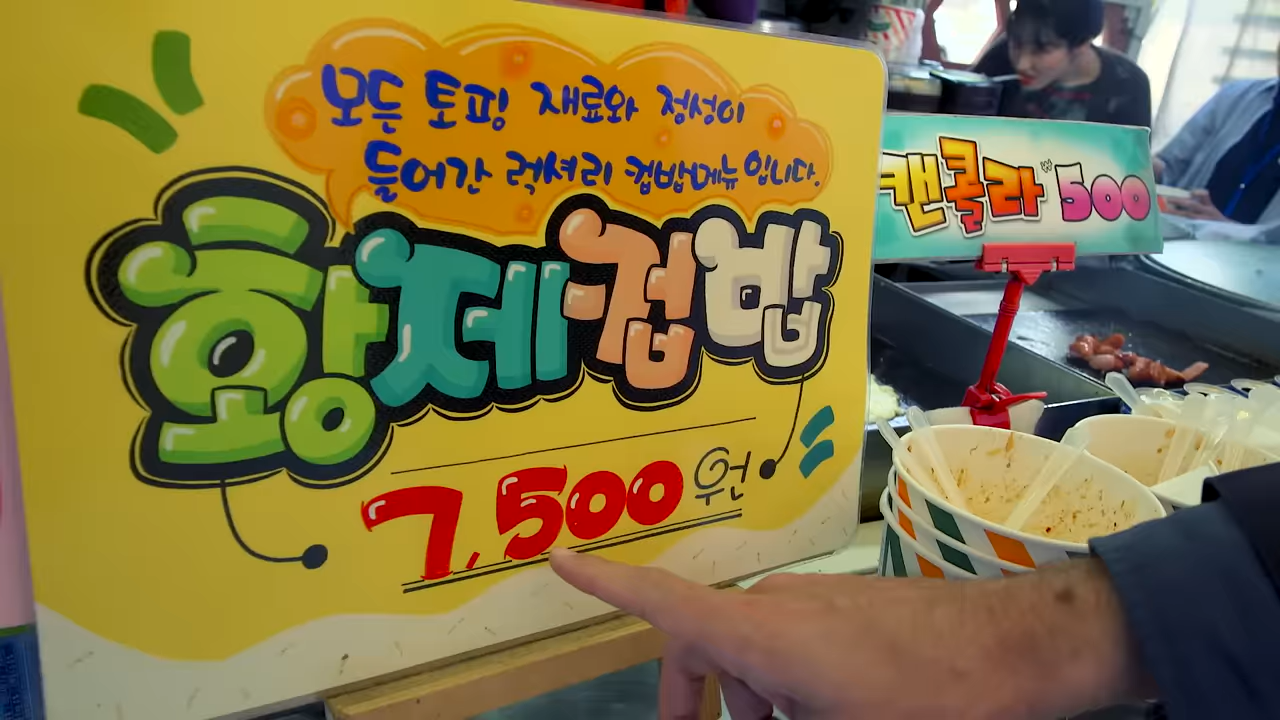 모든 토핑 재료와 정성이
들어간 럭셔리 컵밥메뉴입니다.
황제컵밥
7,500원
캔콜라 ₩500